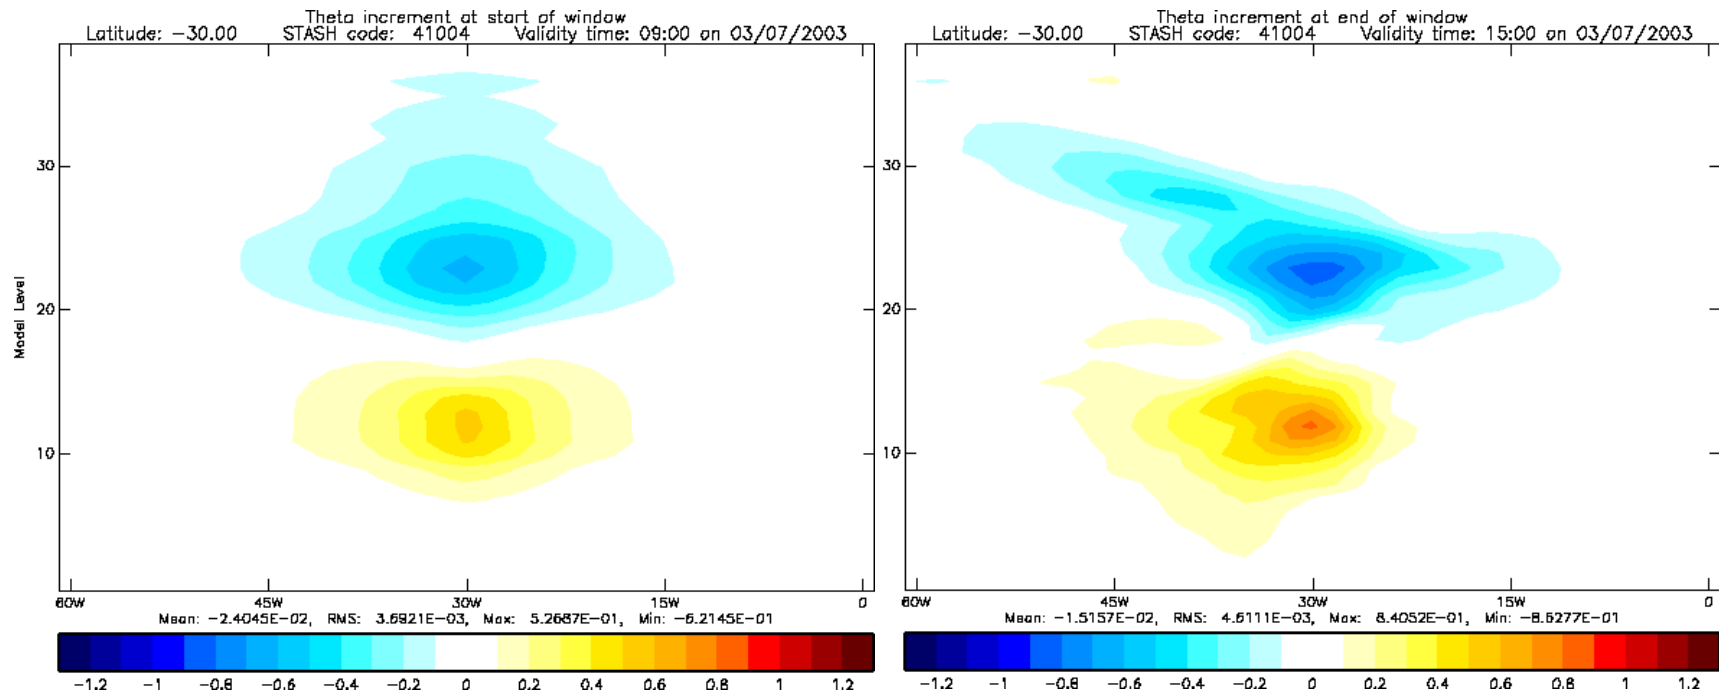 Theta increment at start of window
Latitude: -30.00 STASH code: 41004 Validity time: 09:00 on 03/07/2003
30
20
10
Model Level
60W 45W 30W 15W 0
Mean: -2.4045E-02, RMS: 3.6921E-03, Max: 5.2687E-01, Min: -6.2145E-01
-1.2 -1 -0.8 -0.6 -0.4 -0.2 0 0.2 0.4 0.6 0.8 1 1.2
Theta increment at end of window
Latitude: -30.00 STASH code: 41004 Validity time: 15:00 on 03/07/2003
30
20
10
60W 45W 30W 15W 0
Mean: -1.5157E-02, RMS: 4.6111E-03, Max: 8.4052E-01, Min: -8.6277E-01
-1.2 -1 -0.8 -0.6 -0.4 -0.2 0 0.2 0.4 0.6 0.8 1 1.2